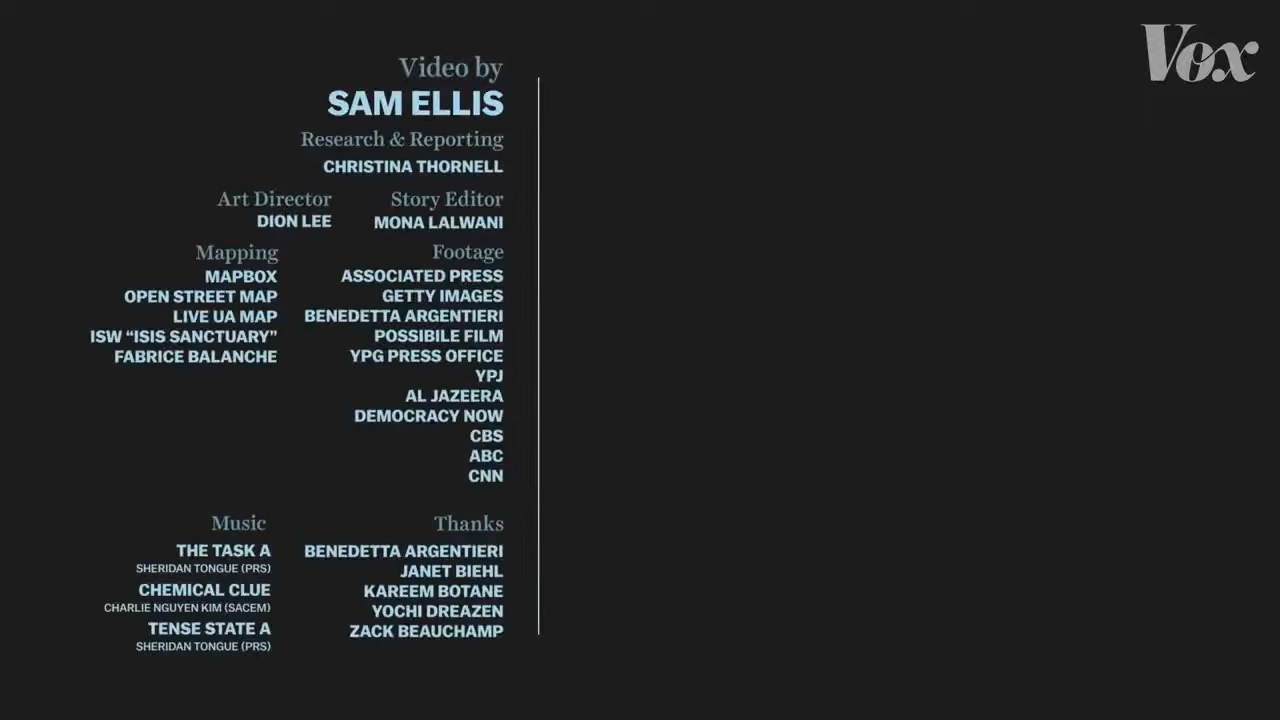 Vox
Video by
SAM ELLIS
Research & Reporting
CHRISTINA THORNELL
Art Director
DION LEE
Story Editor
MONA LALWANI
Mapping
MAPBOX
OPEN STREET MAP
LIVE UA MAP
ISW “ISIS SANCTUARY”
FABRICE BALANCHE
Footage
ASSOCIATED PRESS
GETTY IMAGES
BENEDETTA ARGENTIERI
POSSIBILE FILM
YPG PRESS OFFICE
YPJ
AL JAZEERA
DEMOCRACY NOW
CBS
ABC
CNN
Music
THE TASK A
SHERIDAN TONGUE (PRS)
CHEMICAL CLUE
CHARLIE NGUYEN KIM (SACEM)
TENSE STATE A
SHERIDAN TONGUE (PRS)
Thanks
BENEDETTA ARGENTIERI
JANET BIEHL
KAREEM BOTANE
YOCHI DREAZEN
ZACK BEAUCHAMP